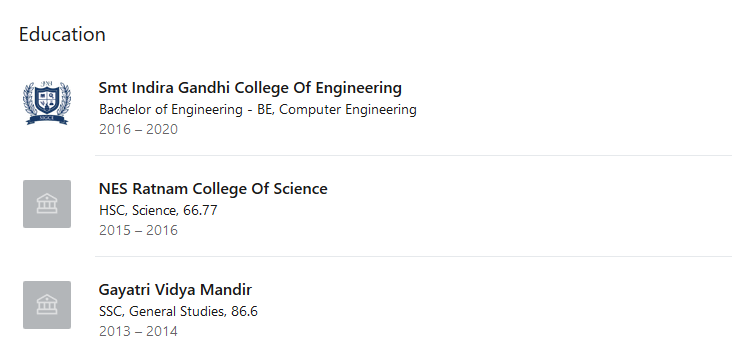 Education
Smt Indira Gandhi College Of Engineering
Bachelor of Engineering - BE, Computer Engineering
2016 – 2020
NES Ratnam College Of Science
HSC, Science, 66.77
2015 – 2016
Gayatri Vidya Mandir
SSC, General Studies, 86.6
2013 – 2014